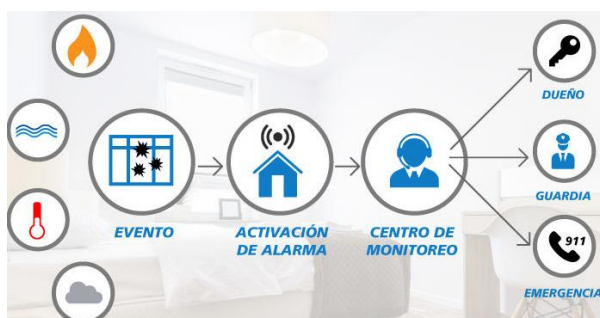 DUEÑO
EVENTO
ACTIVACIÓN
DE ALARMA
CENTRO DE
MONITOREO
GUARDIA
911
EMERGENCIA